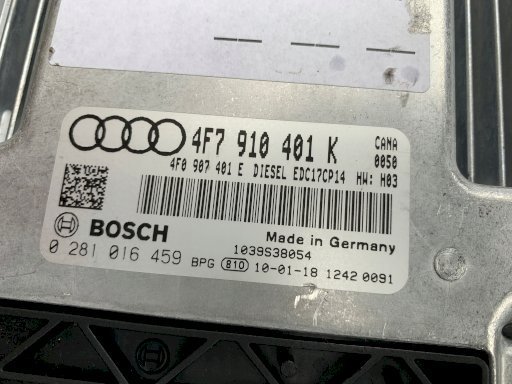 4F7 910 401 K CANA
4F0 907 401 E DIESEL EDC17CP14 HW: H03 0050
BOSCH Made in Germany
1039S38054
0 281 016 459 BPG 810 10-01-18 1242 0091